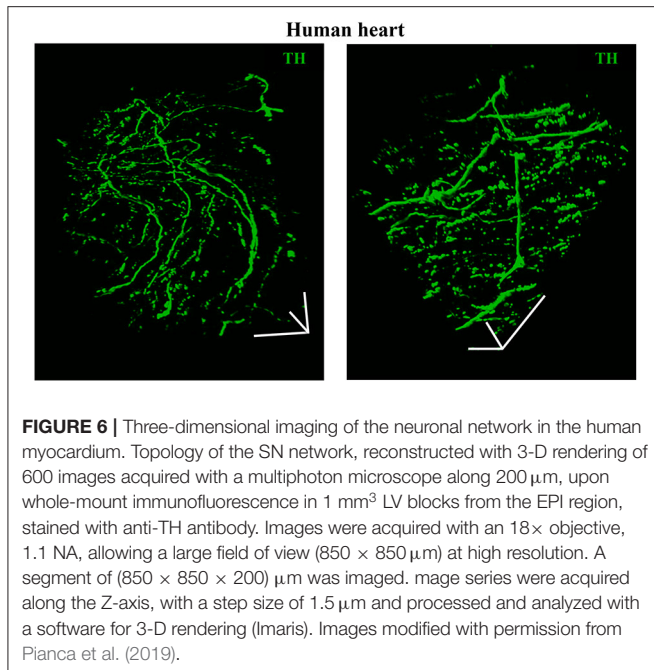 Human heart
TH
TH
FIGURE 6 | Three-dimensional imaging of the neuronal network in the human
myocardium. Topology of the SN network, reconstructed with 3-D rendering of
600 images acquired with a multiphoton microscope along 200 μm, upon
whole-mount immunofluorescence in 1 mm³ LV blocks from the EPI region,
stained with anti-TH antibody. Images were acquired with an 18× objective,
1.1 NA, allowing a large field of view (850 × 850 μm) at high resolution. A
segment of (850 × 850 × 200) μm was imaged. mage series were acquired
along the Z-axis, with a step size of 1.5 μm and processed and analyzed with
a software for 3-D rendering (Imaris). Images modified with permission from
Pianca et al. (2019).